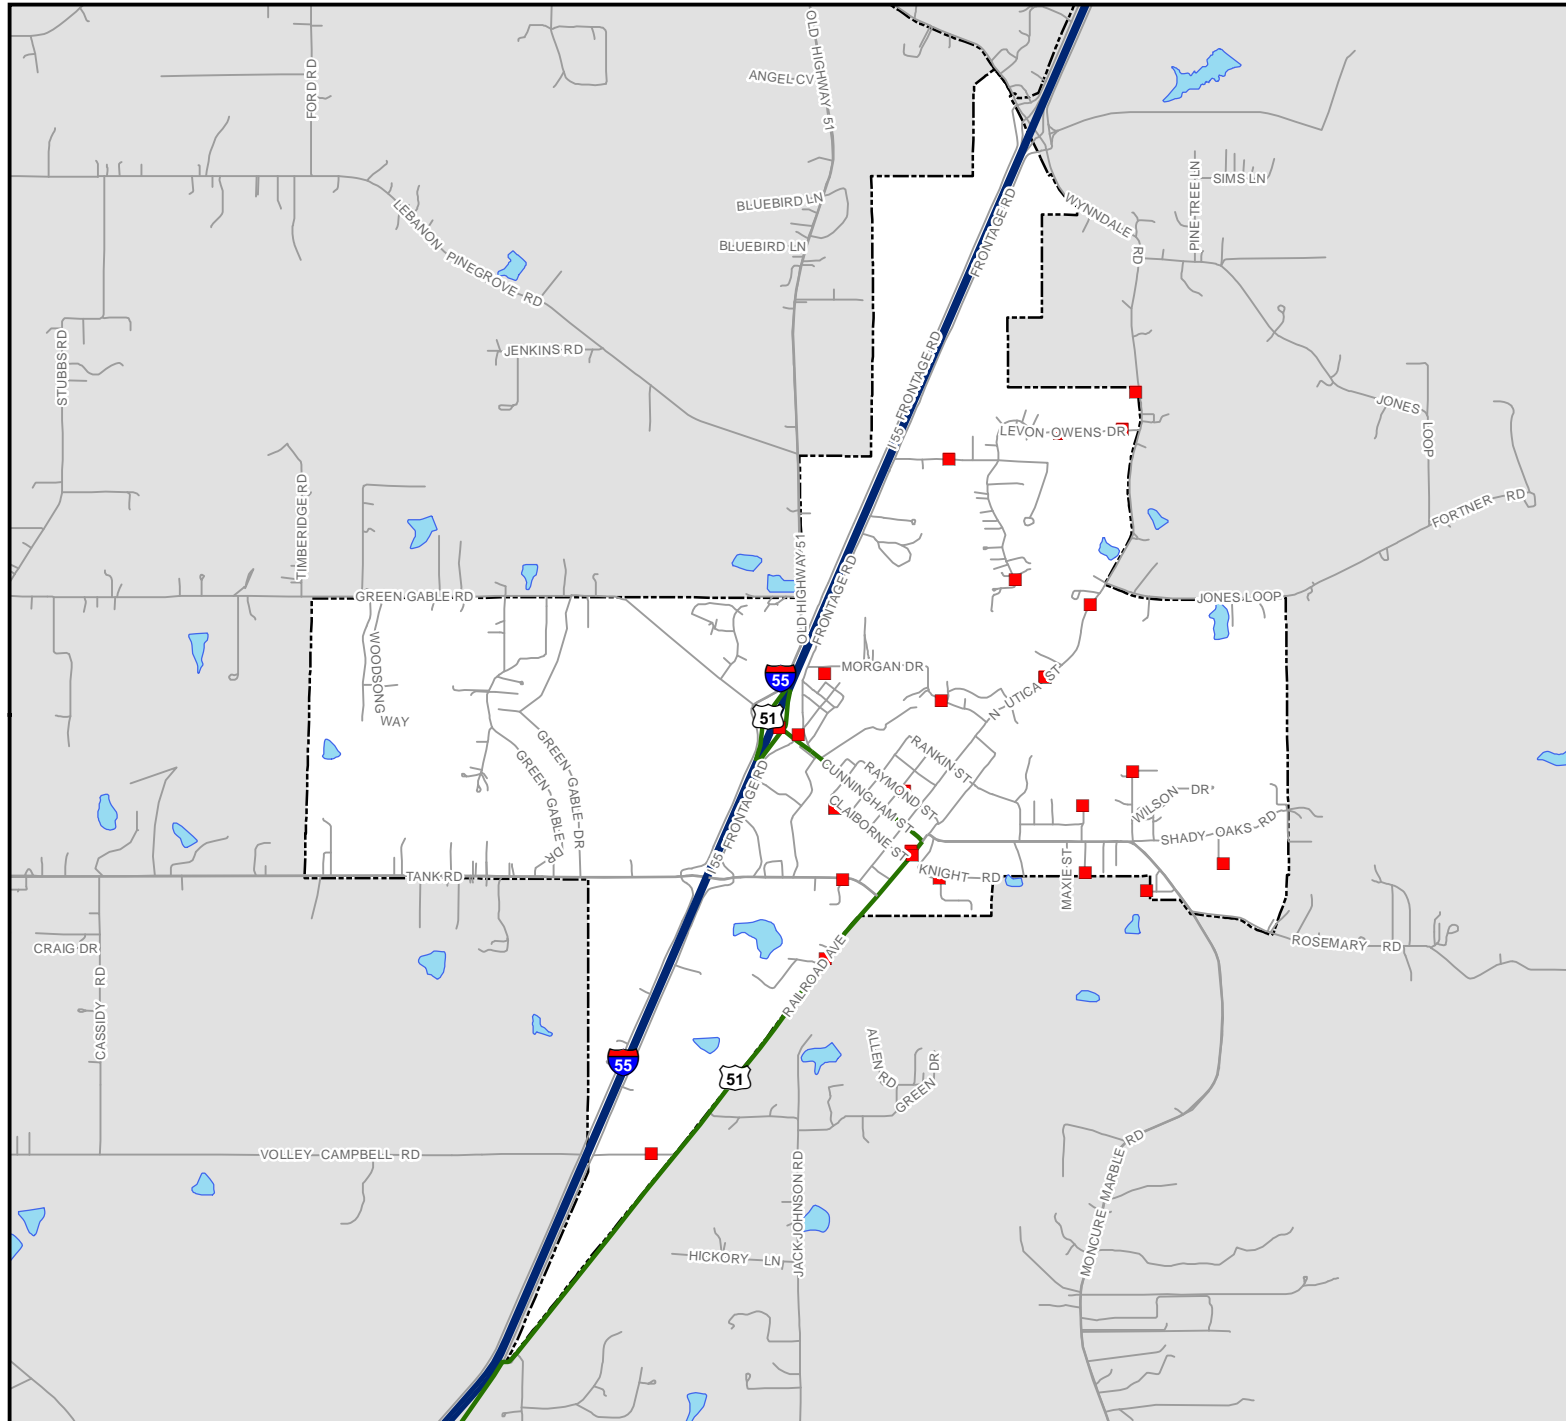 OLD HIGHWAY 51
FORD RD
ANGEL CV
PINE TREE LN
SIMS LN
BLUEBIRD LN
WYNNDALE RD
LEBANON PINEGROVE RD
FRONTAGE RD
BLUEBIRD LN
STUBBS RD
JENKINS RD
I 55 FRONTAGE RD
JONES LOOP
LEVON OWENS DR
TIMBERIDGE RD
FORTNER RD
OLD HIGHWAY 51
FRONTAGE RD
GREEN GABLE RD
JONES LOOP
WOODSONG WAY
MORGAN DR
55
N UTICA ST
51
GREEN GABLE DR
GREEN GABLE DR
RANKIN ST
RAYMOND ST
CUNNINGHAM ST
CLAIBORNE ST
I 55 FRONTAGE RD
WILSON DR
SHADY OAKS RD
TANK RD
KNIGHT RD
MAXIE ST
CRAIG DR
CASSIDY RD
RAILROAD AVE
ROSEMARY RD
55
51
ALLEN RD
GREEN DR
VOLLEY CAMPBELL RD
JACK JOHNSON RD
MONCURE MARBLE RD
HICKORY LN